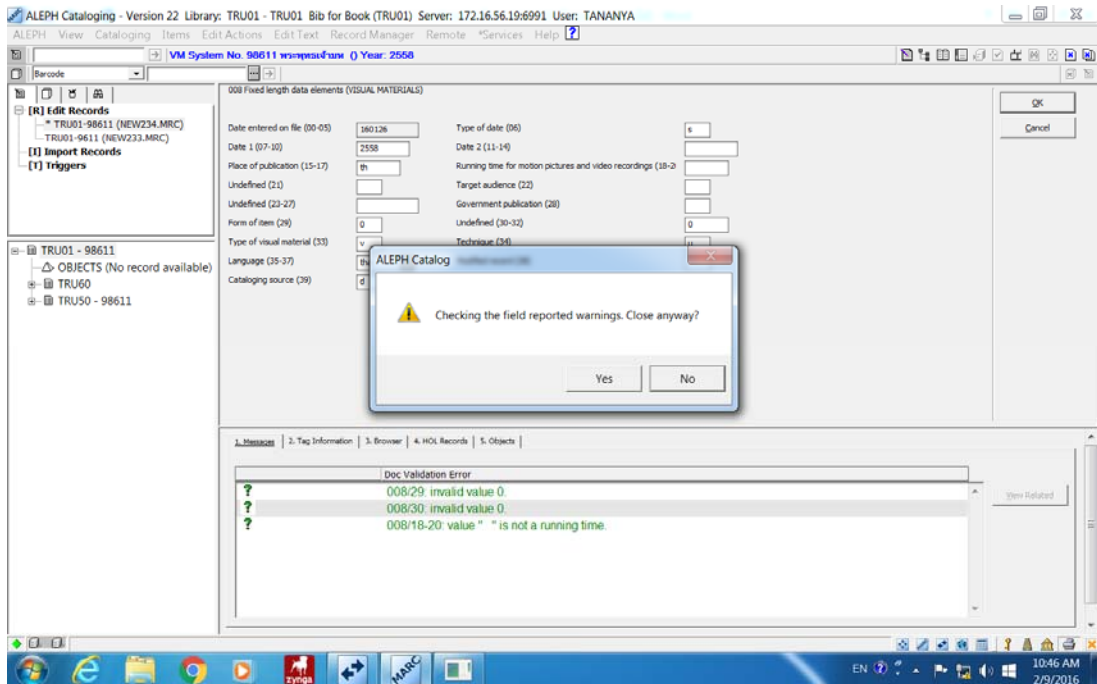 ALEPH Cataloging - Version 22 Library: TRU01 - TRU01 Bib for Book (TRU01) Server: 172.16.56.19:6991 User: TANANYA
ALEPH View Cataloging Items Edit Actions Edit Text Record Manager Remote *Services Help ?
VM System No. 98611 () Year: 2558
Barcode
[R] Edit Records
* TRU01-98611 (NEW234.MRC)
TRU01-9611 (NEW233.MRC)
[I] Import Records
[T] Triggers
TRU01 - 98611
OBJECTS (No record available)
TRU60
TRU50 - 98611
008 Fixed length data elements (VISUAL MATERIALS)
OK
Cancel
Date entered on file (00-05) 160126 Type of date (06) s
Date 1 (07-10) 2558 Date 2 (11-14)
Place of publication (15-17) th Running time for motion pictures and video recordings (18-2
Undefined (21) Target audience (22)
Undefined (23-27) Government publication (28)
Form of item (29) 0 Undefined (30-32) 0
Type of visual material (33) v Technique (34)
Language (35-37)
Cataloging source (39) d
ALEPH Catalog
Checking the field reported warnings. Close anyway?
Yes No
1. Messages 2. Tag Information 3. Browser 4. HOL Records 5. Objects
Doc Validation Error
? 008/29: invalid value 0.
? 008/30: invalid value 0.
? 008/18-20: value " " is not a running time.
View Related
zynga
MARC
EN
10:46 AM
2/9/2016